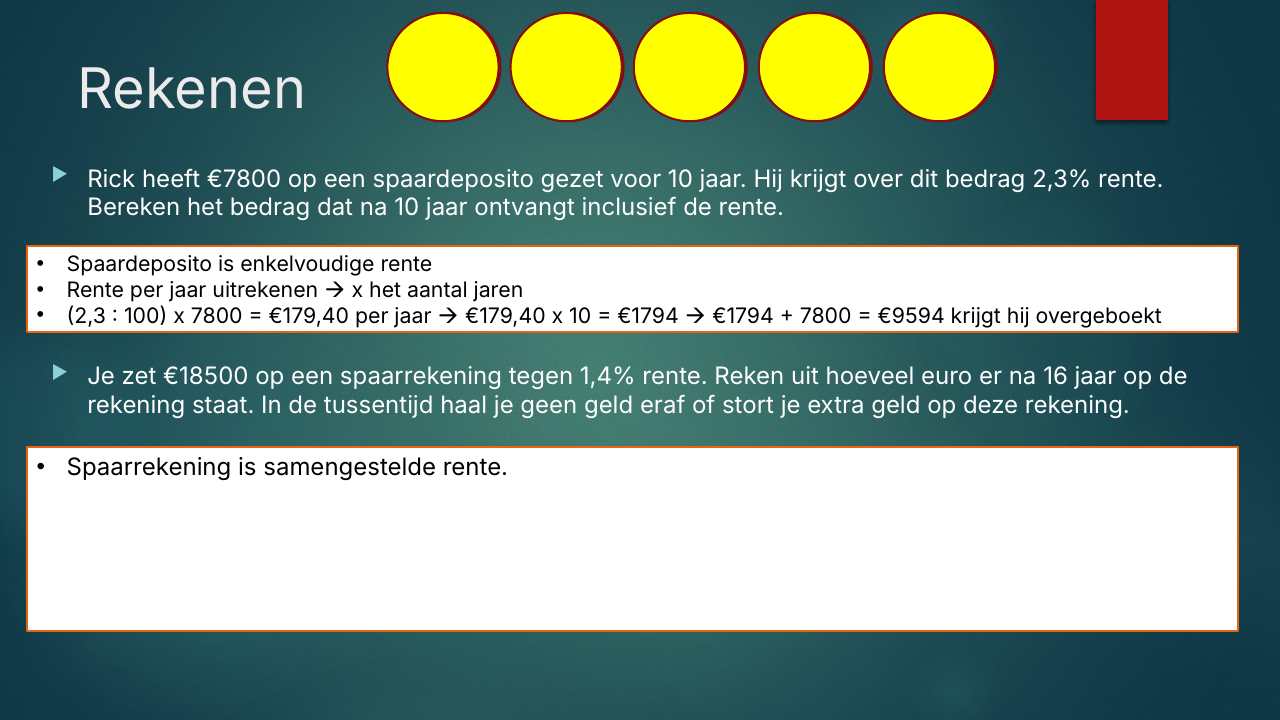 Rekenen
Rick heeft €7800 op een spaardeposito gezet voor 10 jaar. Hij krijgt over dit bedrag 2,3% rente.
Bereken het bedrag dat na 10 jaar ontvangt inclusief de rente.
• Spaardeposito is enkelvoudige rente
• Rente per jaar uitrekenen → x het aantal jaren
• (2,3 : 100) x 7800 = €179,40 per jaar → €179,40 x 10 = €1794 → €1794 + 7800 = €9594 krijgt hij overgeboekt
Je zet €18500 op een spaarrekening tegen 1,4% rente. Reken uit hoeveel euro er na 16 jaar op de
rekening staat. In de tussentijd haal je geen geld eraf of stort je extra geld op deze rekening.
• Spaarrekening is samengestelde rente.